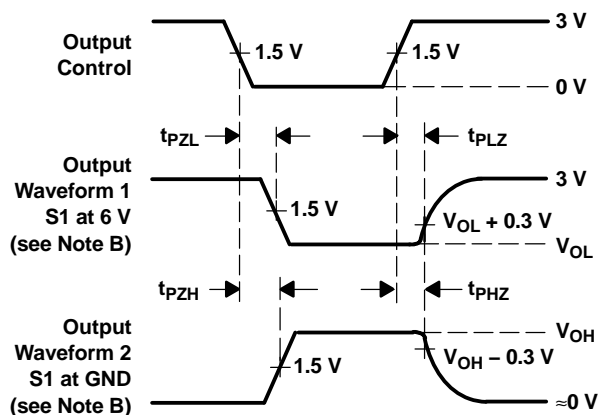 Output
Control
1.5 V
1.5 V
3 V
0 V
tPZL
tPLZ
Output
Waveform 1
S1 at 6 V
(see Note B)
1.5 V
3 V
VOL + 0.3 V
VOL
tPZH
tPHZ
Output
Waveform 2
S1 at GND
(see Note B)
1.5 V
VOH
VOH − 0.3 V
≈0 V